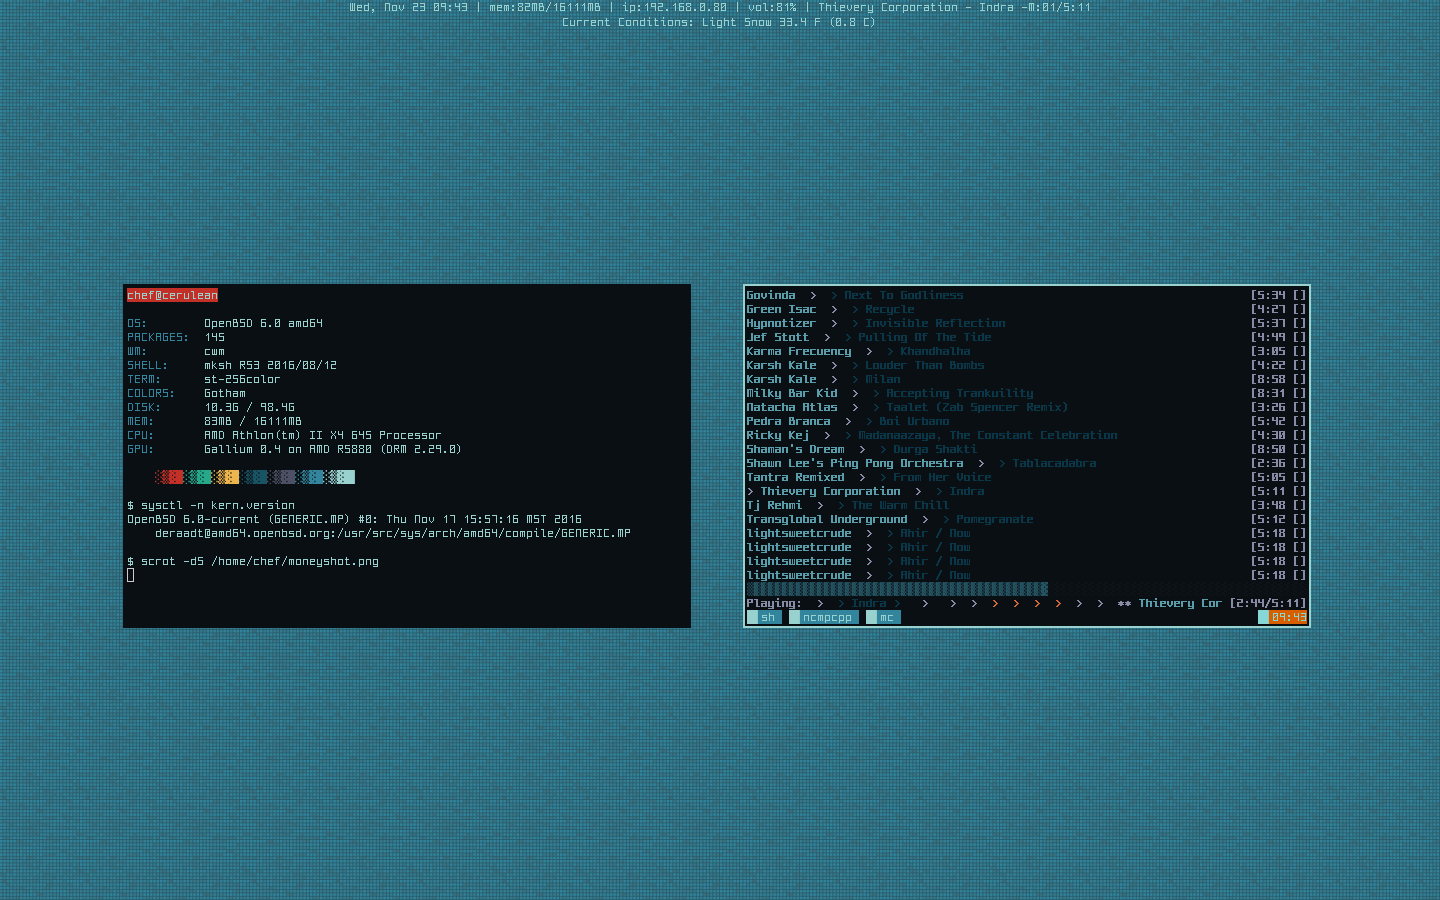 Wed, Nov 23 09:43 | mem:82MB/16111MB | ip:192.168.0.80 | vol:81% | Thievery Corporation - Indra -M:01/5:11
Current Conditions: Light Snow 33.4 F (0.8 C)
chef@cerulean
OS: OpenBSD 6.0 amd64
PACKAGES: 145
WM: cwm
SHELL: mksh R53 2016/08/12
TERM: st-256color
COLORS: Gotham
DISK: 10.3G / 98.4G
MEM: 83MB / 16111MB
CPU: AMD Athlon(tm) II X4 645 Processor
GPU: Gallium 0.4 on AMD RS880 (DRM 2.29.0)
$ sysctl -n kern.version
OpenBSD 6.0-current (GENERIC.MP) #0: Thu Nov 17 15:57:16 MST 2016
deraadt@amd64.openbsd.org:/usr/src/sys/arch/amd64/compile/GENERIC.MP
$ scrot -d5 /home/chef/moneyshot.png
Govinda > > Next To Godliness [5:34 []
Green Isac > > Recycle [4:27 []
Hypnotizer > > Invisible Reflection [5:37 []
Jef Stott > > Pulling Of The Tide [4:49 []
Karma Frecuency > > Khandhalha [3:05 []
Karsh Kale > > Louder Than Bombs [4:22 []
Karsh Kale > > Milan [8:58 []
Milky Bar Kid > > Accepting Trankuility [8:31 []
Natacha Atlas > > Taalet (Zab Spencer Remix) [3:26 []
Pedra Branca > > Boi Urbano [5:42 []
Ricky Kej > > Madanaazaya, The Constant Celebration [4:30 []
Shaman's Dream > > Durga Shakti [8:50 []
Shawn Lee's Ping Pong Orchestra > > Tablacadabra [2:36 []
Tantra Remixed > > From Her Voice [5:05 []
> Thievery Corporation > > Indra [5:11 []
Tj Rehmi > > The Warm Chill [3:48 []
Transglobal Underground > > Pomegranate [5:12 []
lightsweetcrude > > Ahir / Now [5:18 []
lightsweetcrude > > Ahir / Now [5:18 []
lightsweetcrude > > Ahir / Now [5:18 []
lightsweetcrude > > Ahir / Now [5:18 []
Playing: > > Indra > > > > > > > > > > ** Thievery Cor [2:44/5:11]
sh ncmpcpp mc 09:43